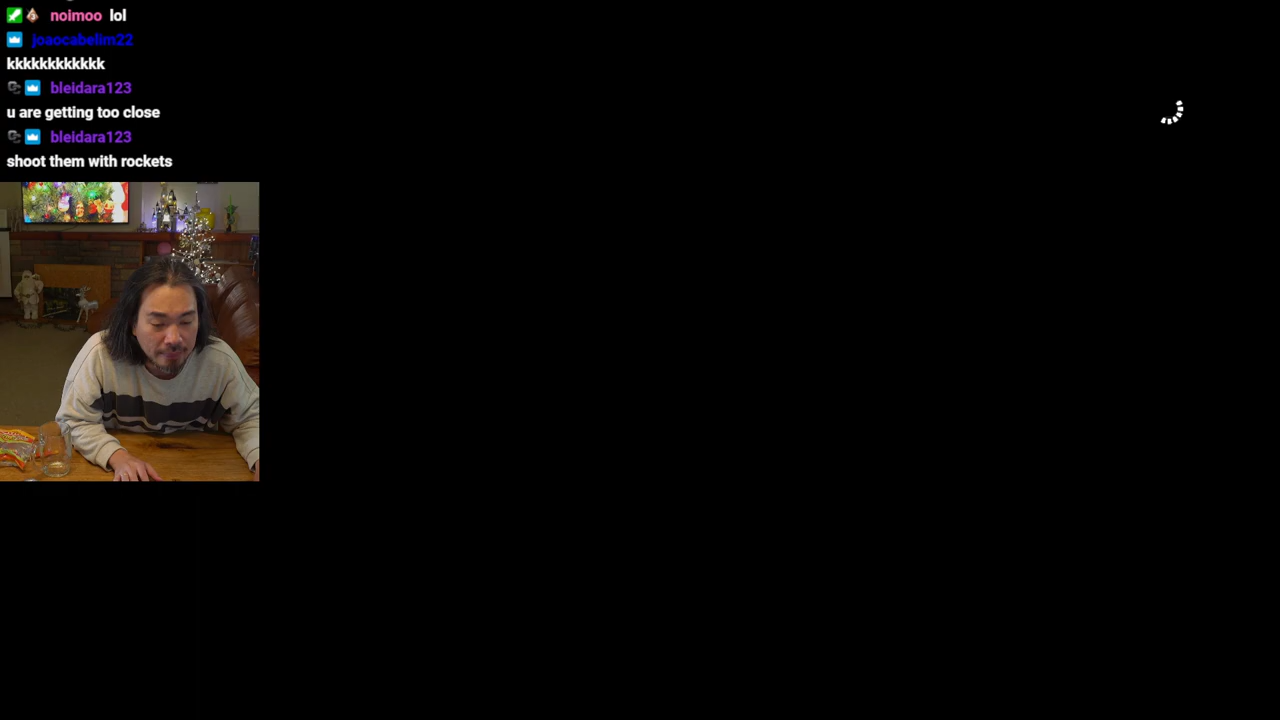 noimoo lol
joaocabelim22
kkkkkkkkkkkk
bleidara123
u are getting too close
bleidara123
shoot them with rockets